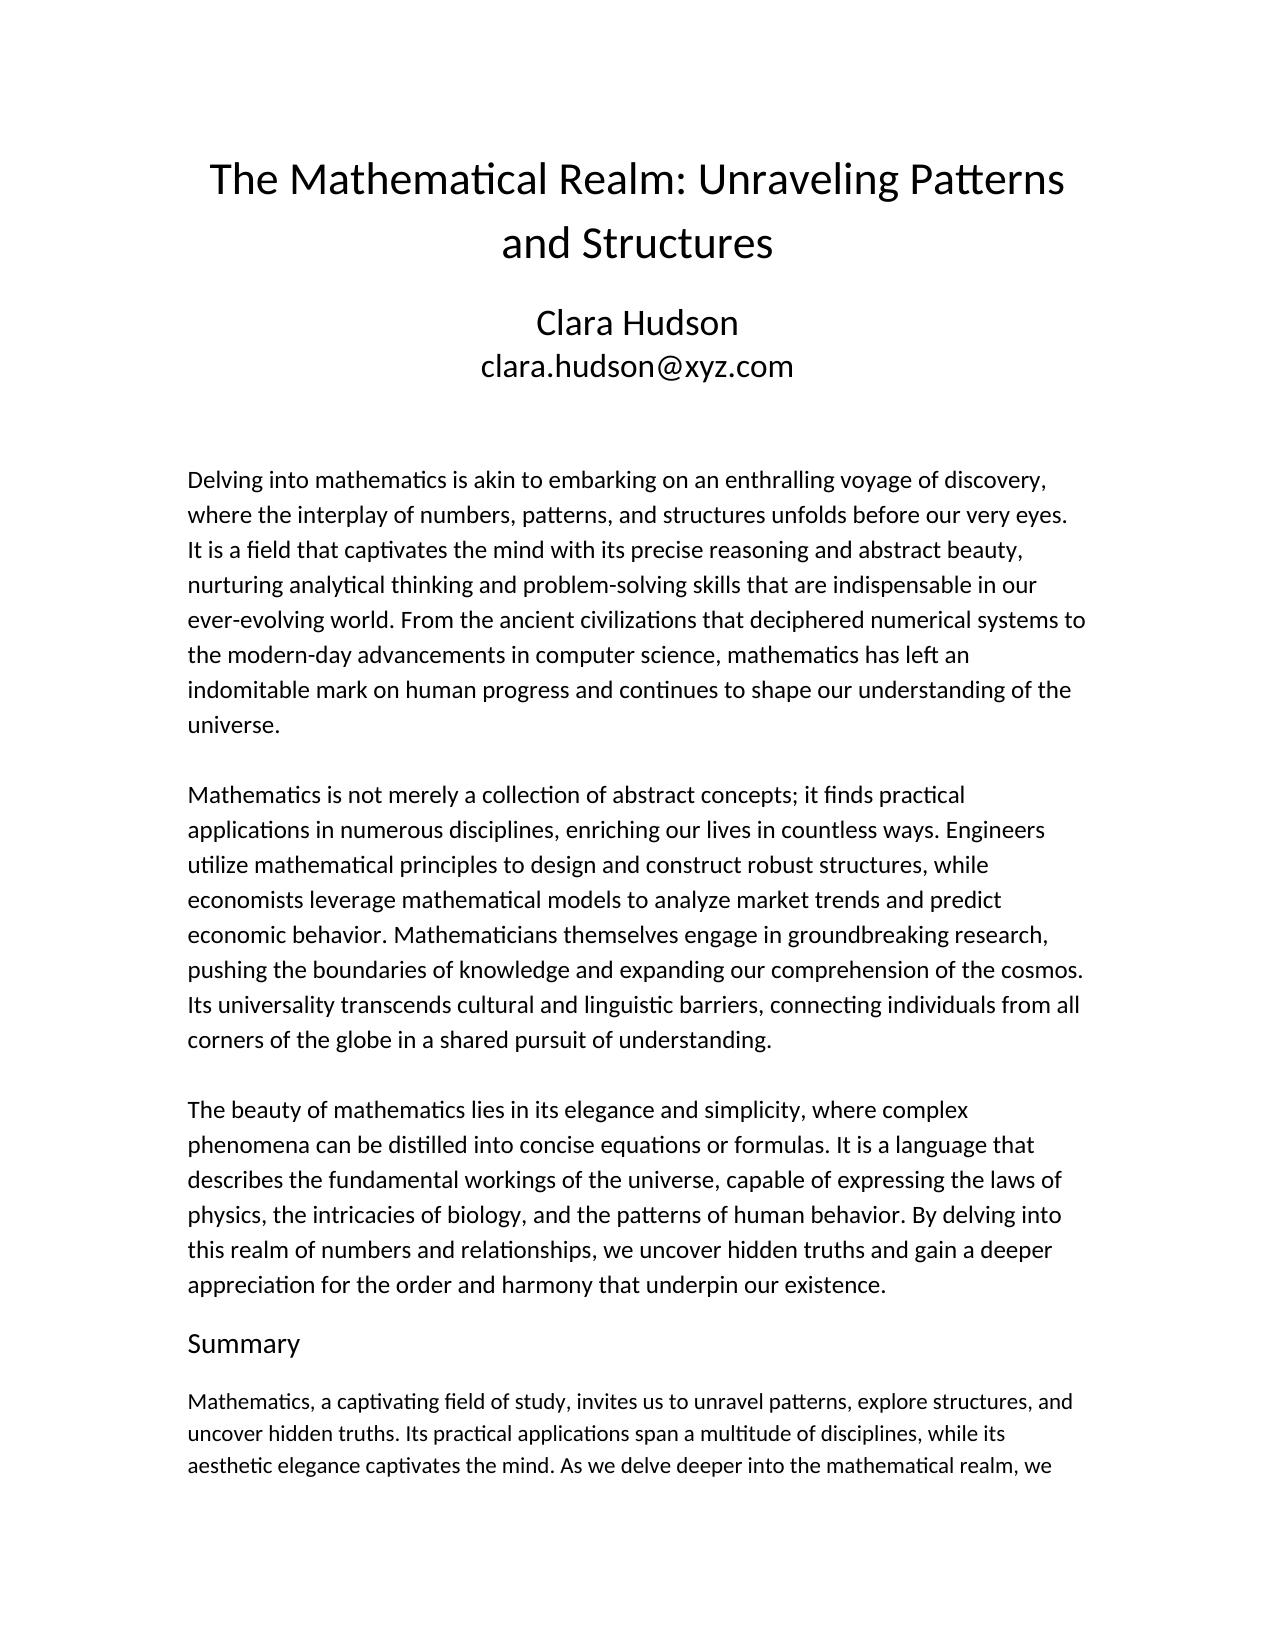 The Mathematical Realm: Unraveling Patterns
and Structures
Clara Hudson
clara.hudson@xyz.com
Delving into mathematics is akin to embarking on an enthralling voyage of discovery,
where the interplay of numbers, patterns, and structures unfolds before our very eyes.
It is a field that captivates the mind with its precise reasoning and abstract beauty,
nurturing analytical thinking and problem-solving skills that are indispensable in our
ever-evolving world. From the ancient civilizations that deciphered numerical systems to
the modern-day advancements in computer science, mathematics has left an
indomitable mark on human progress and continues to shape our understanding of the
universe.
Mathematics is not merely a collection of abstract concepts; it finds practical
applications in numerous disciplines, enriching our lives in countless ways. Engineers
utilize mathematical principles to design and construct robust structures, while
economists leverage mathematical models to analyze market trends and predict
economic behavior. Mathematicians themselves engage in groundbreaking research,
pushing the boundaries of knowledge and expanding our comprehension of the cosmos.
Its universality transcends cultural and linguistic barriers, connecting individuals from all
corners of the globe in a shared pursuit of understanding.
The beauty of mathematics lies in its elegance and simplicity, where complex
phenomena can be distilled into concise equations or formulas. It is a language that
describes the fundamental workings of the universe, capable of expressing the laws of
physics, the intricacies of biology, and the patterns of human behavior. By delving into
this realm of numbers and relationships, we uncover hidden truths and gain a deeper
appreciation for the order and harmony that underpin our existence.
Summary
Mathematics, a captivating field of study, invites us to unravel patterns, explore structures, and
uncover hidden truths. Its practical applications span a multitude of disciplines, while its
aesthetic elegance captivates the mind. As we delve deeper into the mathematical realm, we